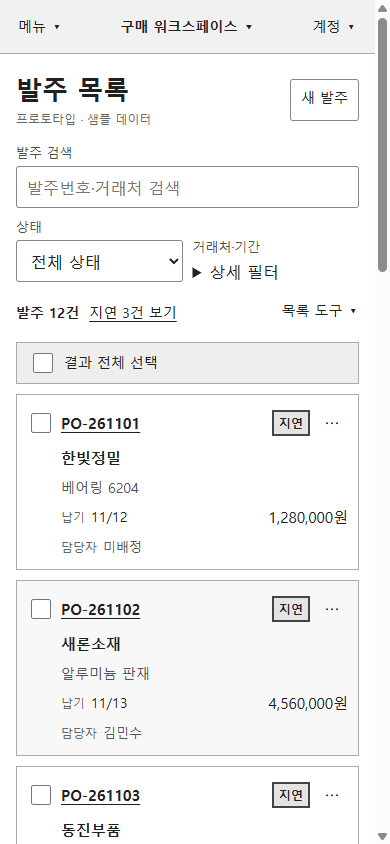 메뉴 ▾ 구매 워크스페이스 ▾ 계정 ▾
발주 목록
새 발주
프로토타입 · 샘플 데이터
발주 검색
발주번호·거래처 검색
상태
거래처·기간
전체 상태
▶ 상세 필터
발주 12건 지연 3건 보기 목록 도구 ▾
결과 전체 선택
PO-261101 지연 ···
한빛정밀
베어링 6204
납기 11/12 1,280,000원
담당자 미배정
PO-261102 지연 ···
새론소재
알루미늄 판재
납기 11/13 4,560,000원
담당자 김민수
PO-261103 지연 ···
동진부품